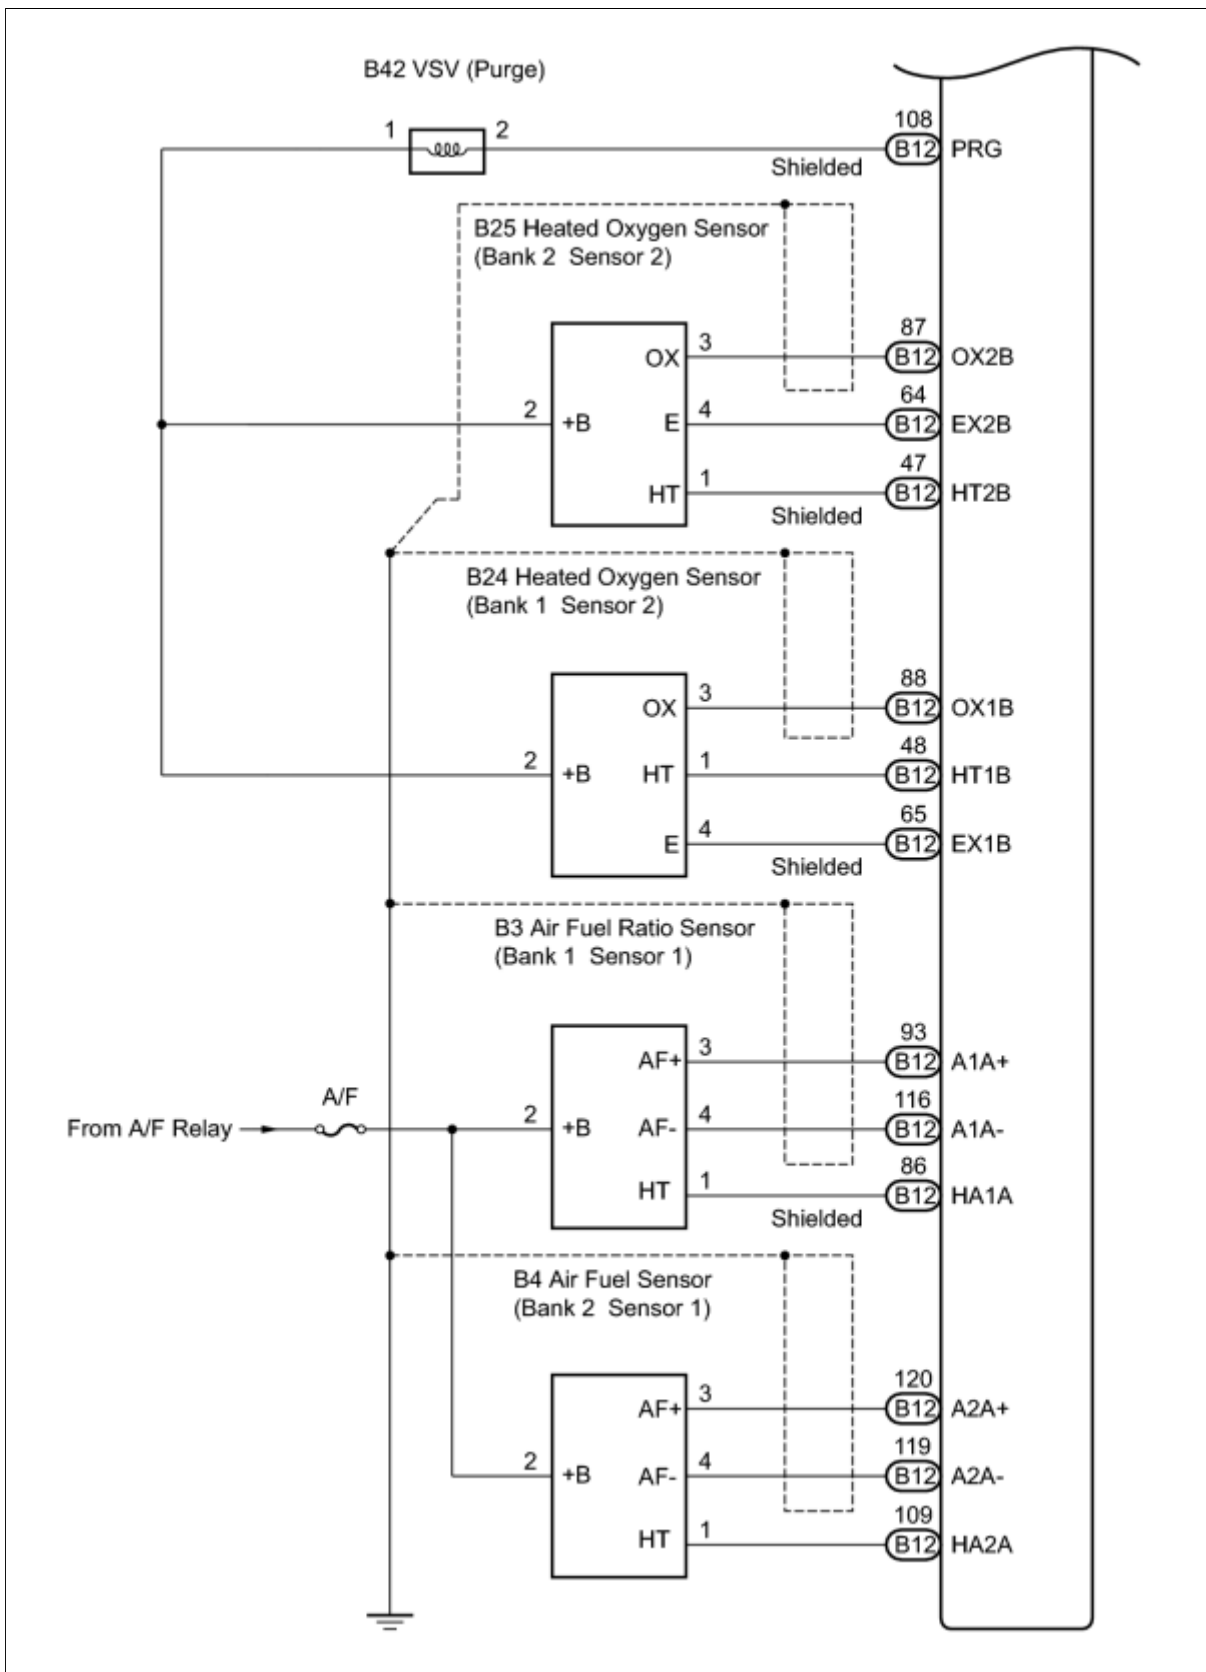 B42 VSV (Purge)
1 2
108
B12 PRG
Shielded
B25 Heated Oxygen Sensor
(Bank 2 Sensor 2)
87
OX 3 B12 OX2B
64
2 +B E 4 B12 EX2B
47
HT 1 B12 HT2B
Shielded
B24 Heated Oxygen Sensor
(Bank 1 Sensor 2)
88
OX 3 B12 OX1B
48
2 +B HT 1 B12 HT1B
65
E 4 B12 EX1B
Shielded
B3 Air Fuel Ratio Sensor
(Bank 1 Sensor 1)
93
AF+ 3 B12 A1A+
A/F
116
From A/F Relay 2 +B AF- 4 B12 A1A-
86
HT 1 B12 HA1A
Shielded
B4 Air Fuel Sensor
(Bank 2 Sensor 1)
120
AF+ 3 B12 A2A+
119
2 +B AF- 4 B12 A2A-
109
HT 1 B12 HA2A